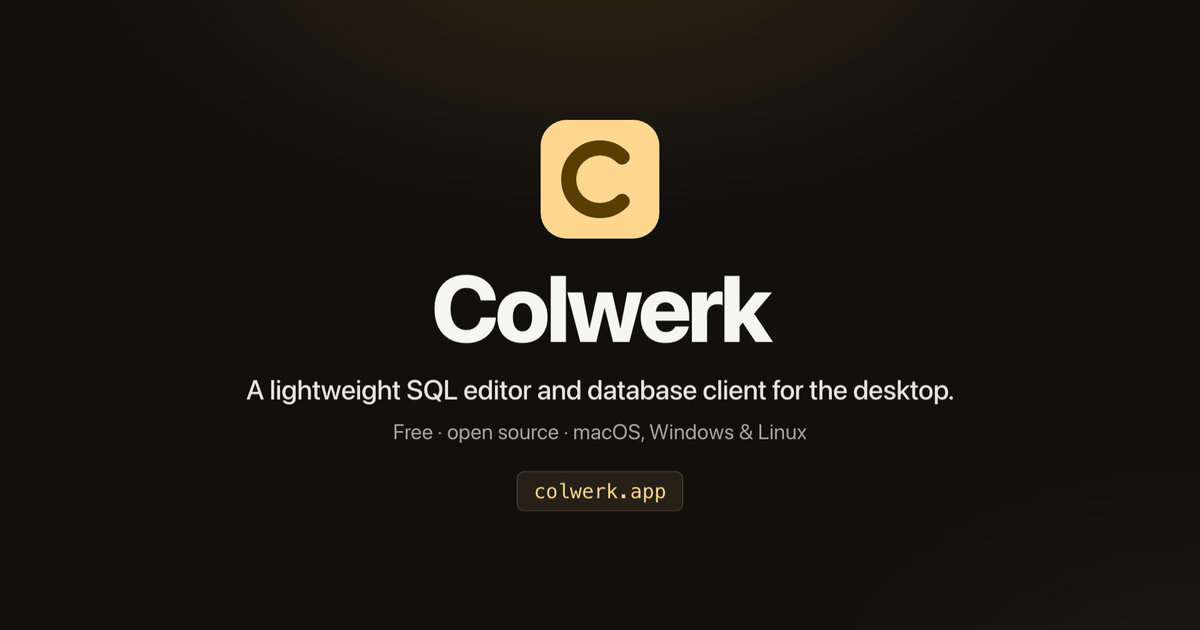 C
Colwerk
A lightweight SQL editor and database client for the desktop.
Free · open source · macOS, Windows & Linux
colwerk.app